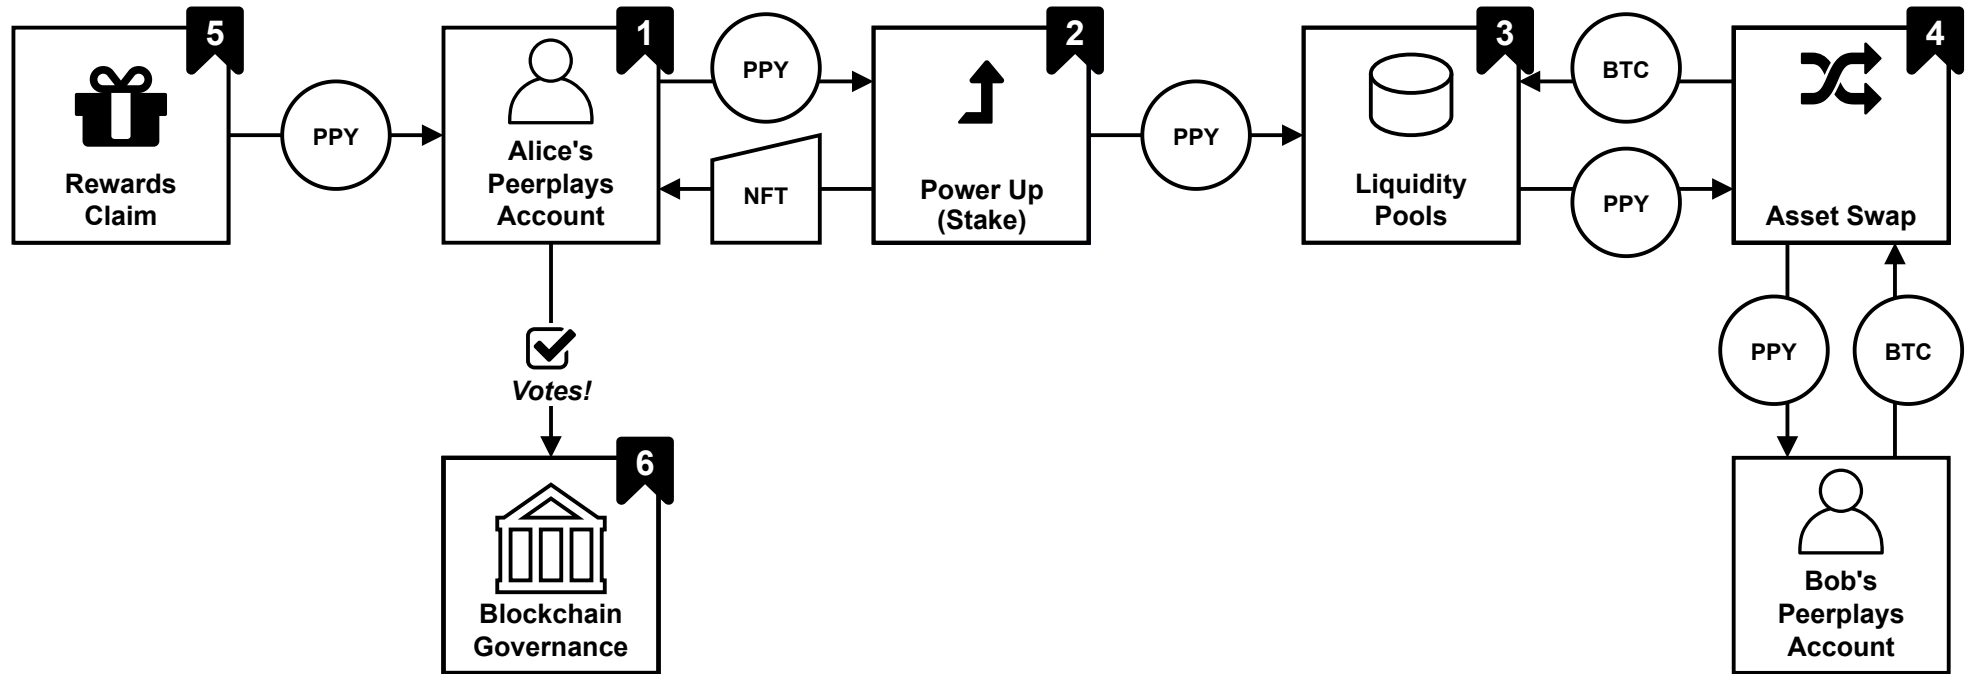 5
Rewards
Claim
PPY
1
Alice's
Peerplays
Account
PPY
NFT
2
Power Up
(Stake)
PPY
3
Liquidity
Pools
BTC
PPY
4
Asset Swap
Votes!
PPY
BTC
6
Blockchain
Governance
Bob's
Peerplays
Account